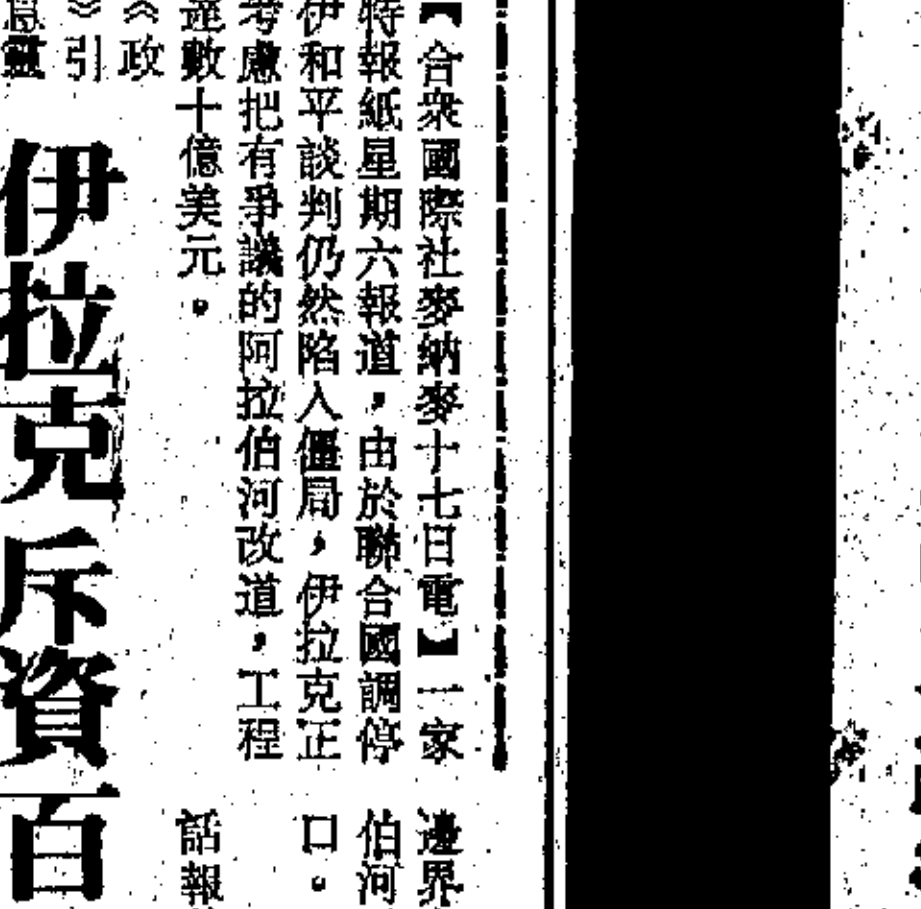 【合衆國際社麥納麥十七日電】一家
特報紙星期六報道，由於聯合國調停
伊和平談判仍然陷入僵局，伊拉克正
考慮把有爭議的阿拉伯河改道，工程
達數十億美元。
《政
》引
伊拉克斥資百
邊界
伯河
口。
話報